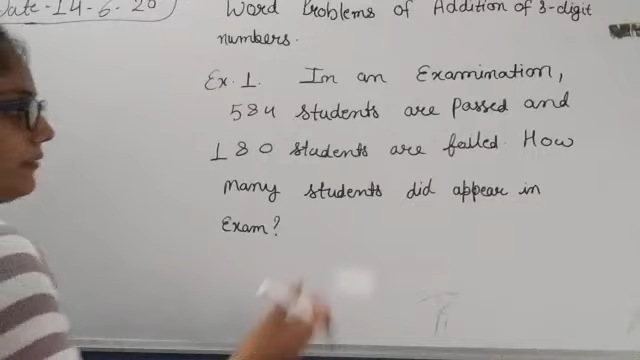 Date-14-6-20
Word Problems of Addition of 3-digit
numbers.
Ex. 1. In an Examination,
584 students are passed and
180 students are failed. How
many students did appear in
Exam?